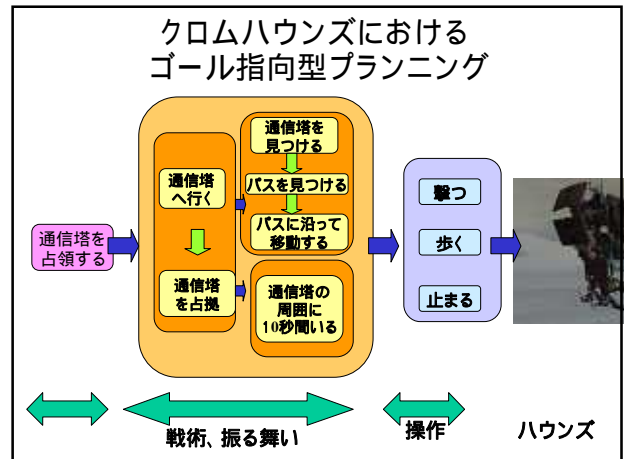 クロムハウンズにおける
ゴール指向型プランニング
通信塔を
占領する
通信塔
へ行く
通信塔
を占拠
通信塔を
見つける
パスを見つける
パスに沿って
移動する
通信塔の
周囲に
10秒間いる
撃つ
歩く
止まる
戦術、振る舞い
操作
ハウンズ